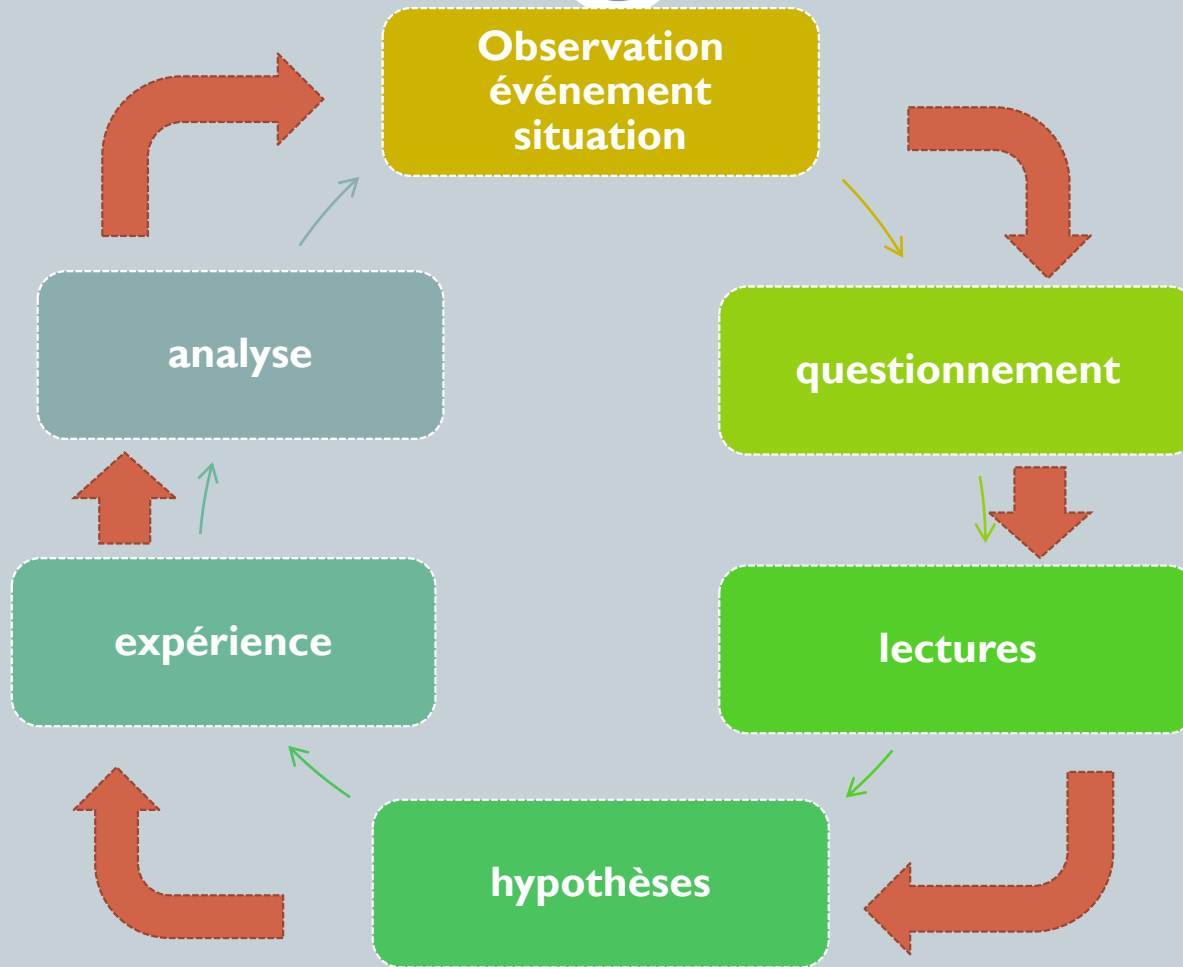 Observation
événement
situation
questionnement
lectures
hypothèses
expérience
analyse